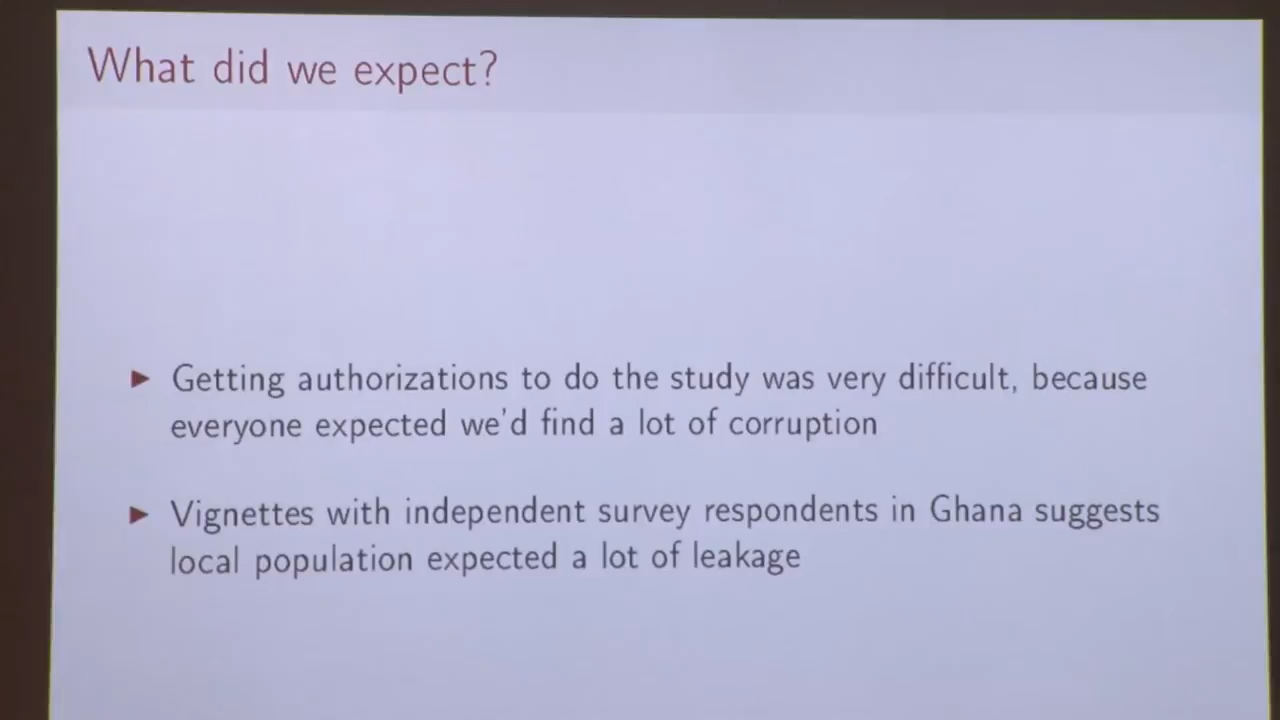 What did we expect?
► Getting authorizations to do the study was very difficult, because
everyone expected we'd find a lot of corruption
► Vignettes with independent survey respondents in Ghana suggests
local population expected a lot of leakage